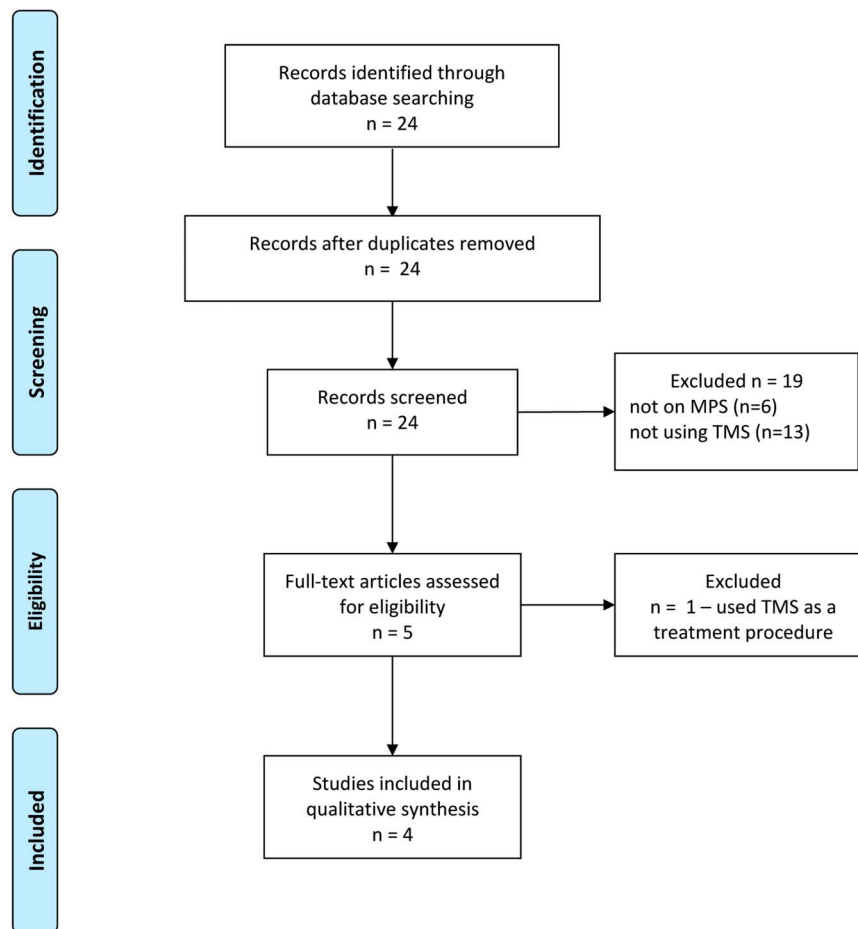 Identification
Records identified through
database searching
n = 24
Records after duplicates removed
n = 24
Screening
Records screened
n = 24
Excluded n = 19
not on MPS (n=6)
not using TMS (n=13)
Eligibility
Full-text articles assessed
for eligibility
n = 5
Excluded
n = 1 – used TMS as a
treatment procedure
Included
Studies included in
qualitative synthesis
n = 4